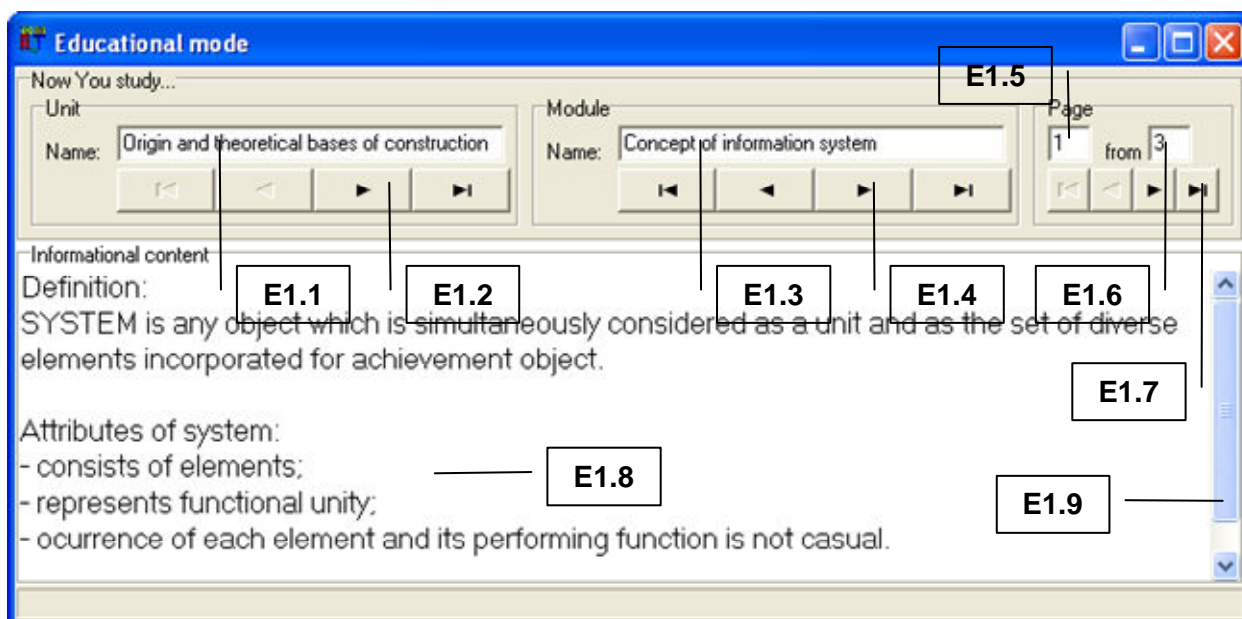 Educational mode
Now You study...
E1.5
Unit
Module
Page
Name: Origin and theoretical bases of construction
Name: Concept of information system
1 from 3
Informational content
Definition:
E1.1 E1.2 E1.3 E1.4 E1.6
SYSTEM is any object which is simultaneously considered as a unit and as the set of diverse
elements incorporated for achievement object.
E1.7
Attributes of system:
- consists of elements;
E1.8
- represents functional unity;
E1.9
- ocurrence of each element and its performing function is not casual.